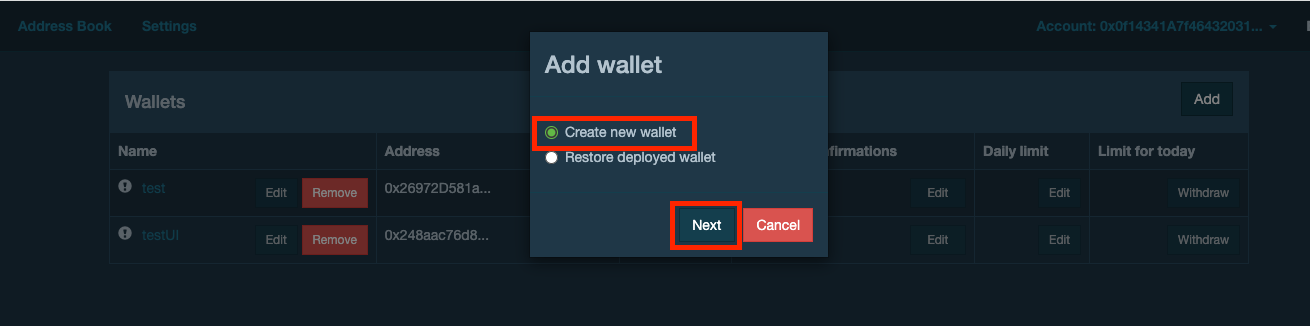 Address Book Settings Account: 0x0f14341A7f46432031...
Add wallet
Wallets Add
Create new wallet
Name Address firmations Daily limit Limit for today
Restore deployed wallet
test Edit Remove 0x26972D581a... Edit Edit Withdraw
Next Cancel
testUI Edit Remove 0x248aac76d8... Edit Edit Withdraw